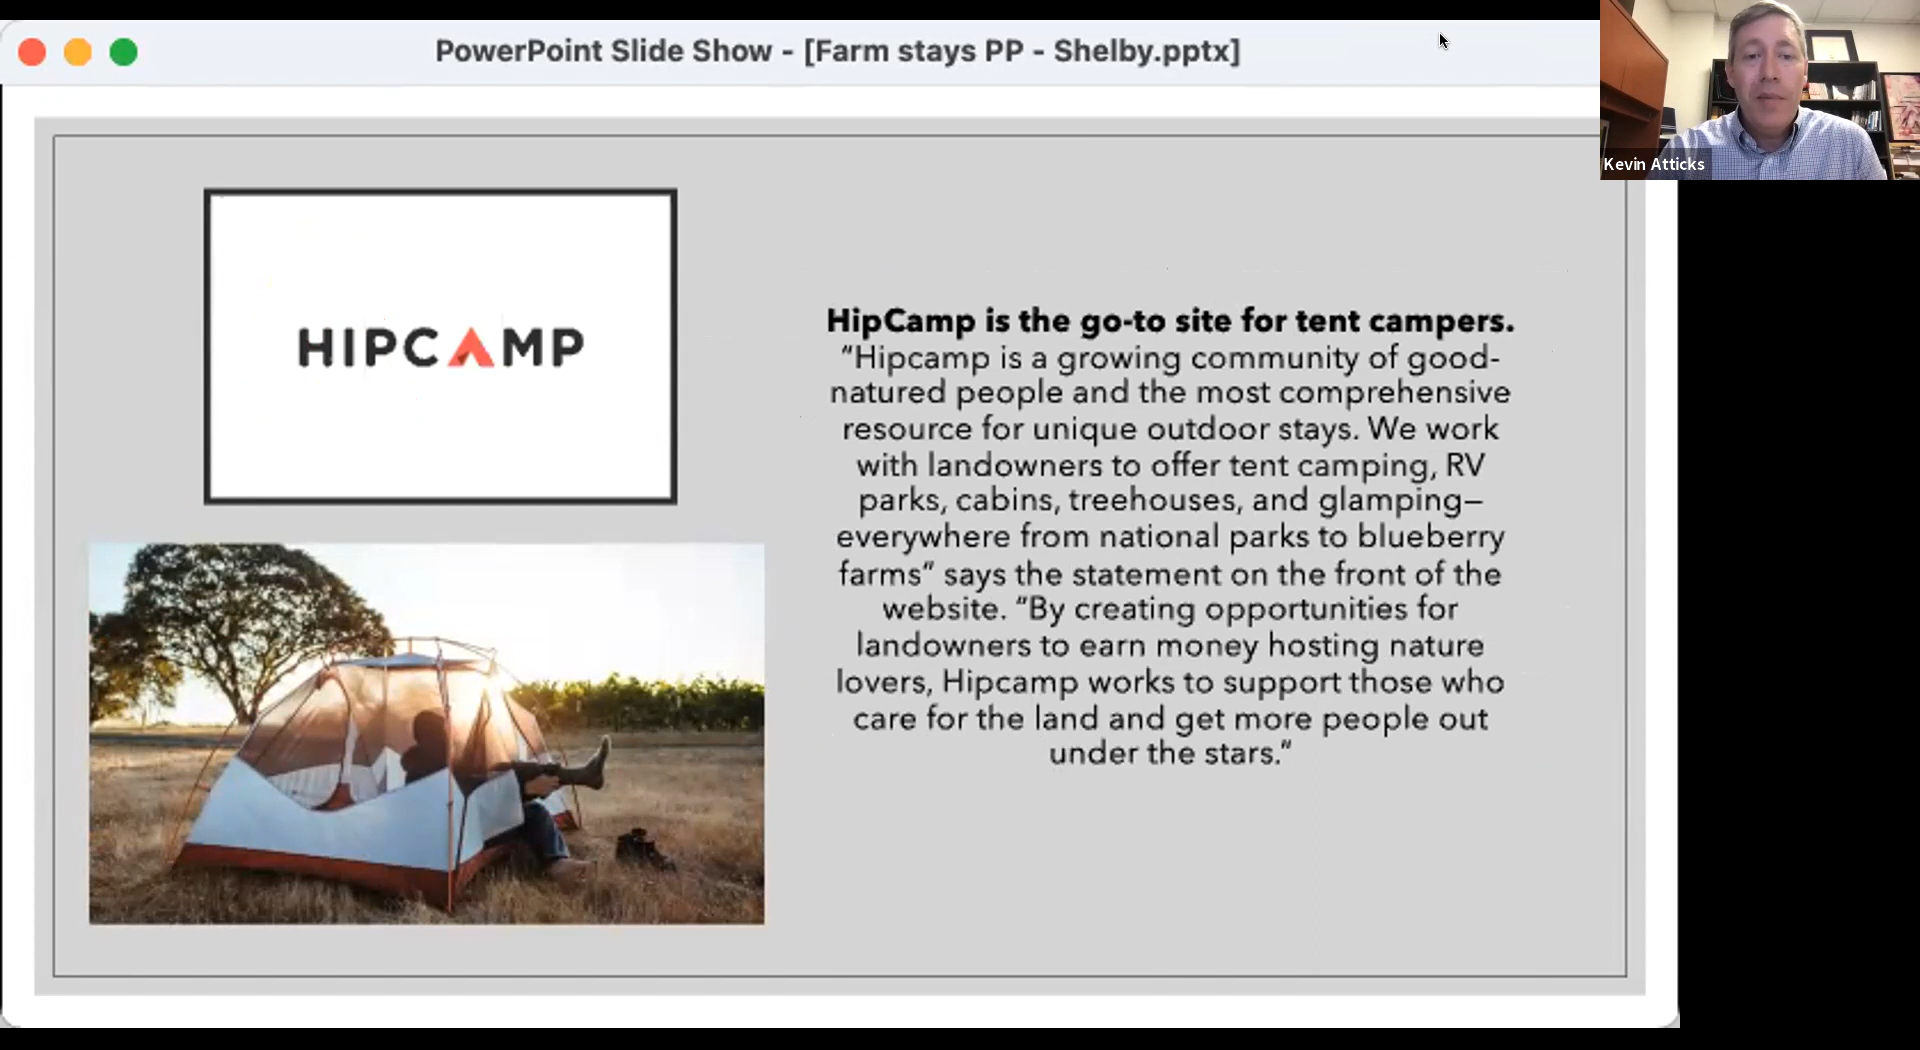 PowerPoint Slide Show - [Farm stays PP - Shelby.pptx]
Kevin Atticks
HIPCAMP
HipCamp is the go-to site for tent campers.
“Hipcamp is a growing community of good-
natured people and the most comprehensive
resource for unique outdoor stays. We work
with landowners to offer tent camping, RV
parks, cabins, treehouses, and glamping—
everywhere from national parks to blueberry
farms” says the statement on the front of the
website. “By creating opportunities for
landowners to earn money hosting nature
lovers, Hipcamp works to support those who
care for the land and get more people out
under the stars.”